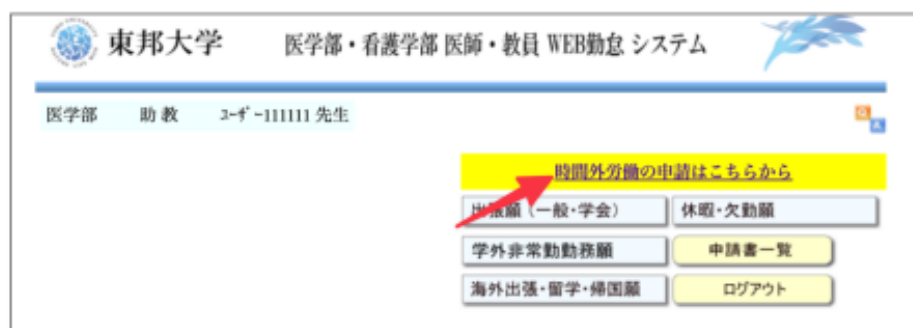 東邦大学 医学部・看護学部 医師・教員 WEB勤怠 システム
医学部 助教 ユーザー111111 先生
Q A
時間外労働の申請はこちらから
出張願（一般・学会） 休暇・欠勤願
学外非常勤勤務願 申請書一覧
海外出張・留学・帰国願 ログアウト